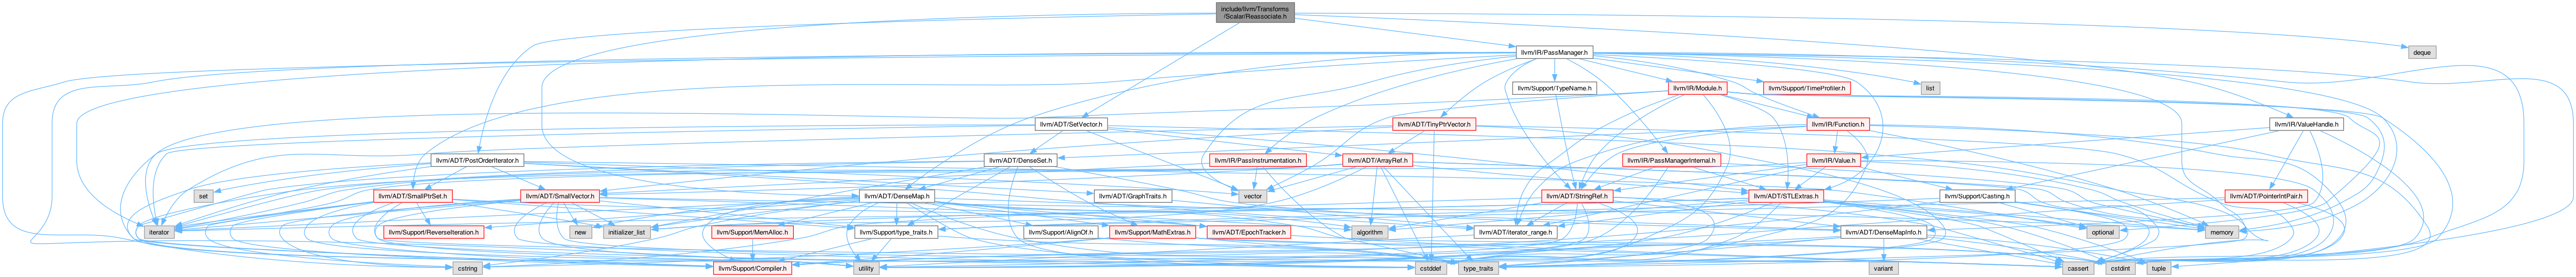 include/llvm/Transforms
/Scalar/Reassociate.h
llvm/IR/PassManager.h
deque
llvm/Support/TypeName.h
llvm/IR/Module.h
llvm/Support/TimeProfiler.h
list
llvm/ADT/SetVector.h
llvm/ADT/TinyPtrVector.h
llvm/IR/Function.h
llvm/IR/ValueHandle.h
llvm/ADT/PostOrderIterator.h
llvm/ADT/DenseSet.h
llvm/IR/PassInstrumentation.h
llvm/ADT/ArrayRef.h
llvm/IR/PassManagerInternal.h
llvm/IR/Value.h
set
llvm/ADT/SmallPtrSet.h
llvm/ADT/SmallVector.h
llvm/ADT/DenseMap.h
llvm/ADT/GraphTraits.h
vector
llvm/ADT/StringRef.h
llvm/ADT/STLExtras.h
llvm/Support/Casting.h
llvm/ADT/PointerIntPair.h
iterator
llvm/Support/ReverseIteration.h
new
initializer_list
llvm/Support/MemAlloc.h
llvm/Support/type_traits.h
llvm/Support/AlignOf.h
llvm/Support/MathExtras.h
llvm/ADT/EpochTracker.h
algorithm
llvm/ADT/iterator_range.h
llvm/ADT/DenseMapInfo.h
optional
memory
cstring
llvm/Support/Compiler.h
utility
cstddef
type_traits
variant
cassert
cstdint
tuple